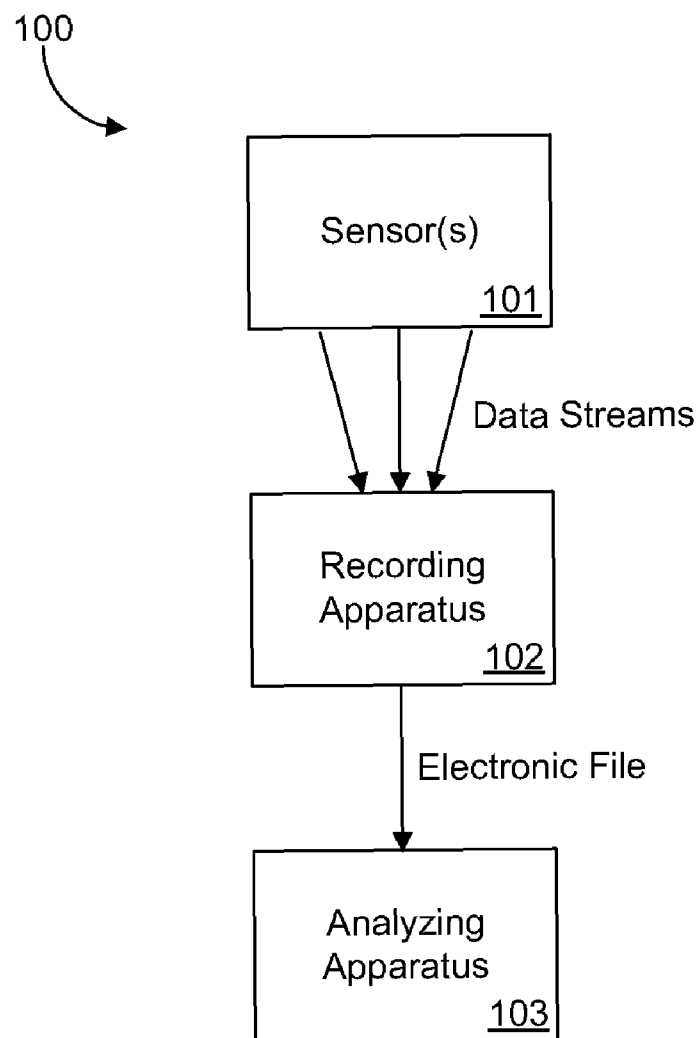 100
Sensor(s)
101
Data Streams
Recording
Apparatus
102
Electronic File
Analyzing
Apparatus
103